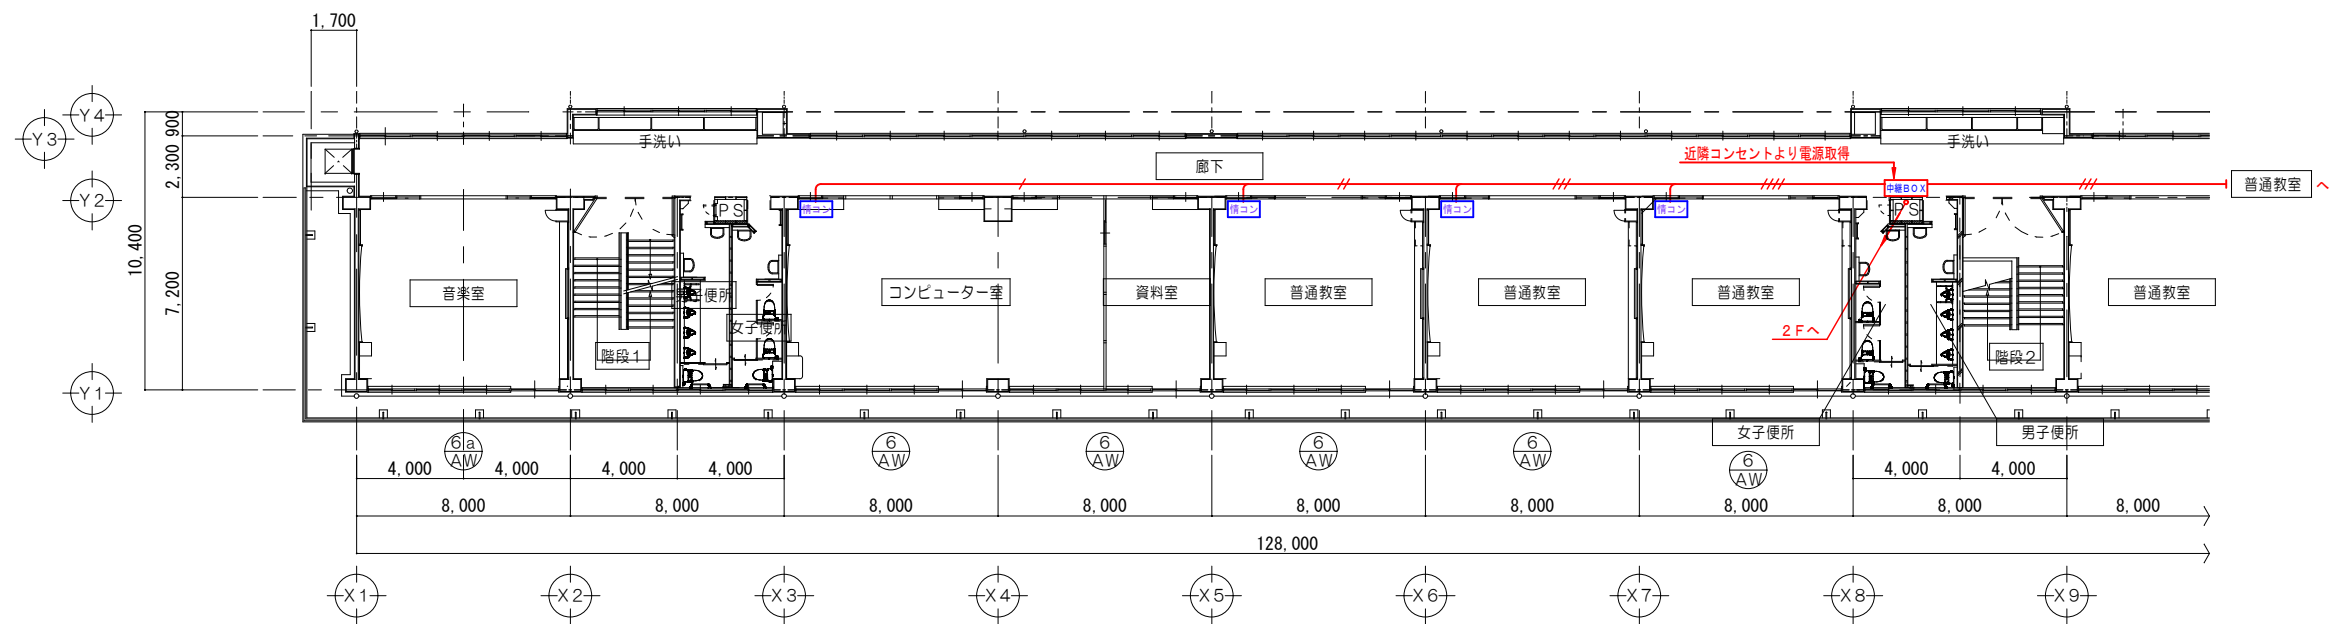 1,700
Y4
Y3
Y2
Y1
900
2,300
7,200
10,400
手洗い
廊下
近隣コンセントより電源取得
手洗い
中継BOX
普通教室
へ
PS
情コン
情コン
情コン
情コン
PS
音楽室
男子便所
女子便所
階段1
コンピューター室
資料室
普通教室
普通教室
普通教室
2Fへ
階段2
普通教室
女子便所
男子便所
6a
AW
6
AW
6
AW
6
AW
6
AW
6
AW
4,000
4,000
4,000
4,000
4,000
4,000
8,000
8,000
8,000
8,000
8,000
8,000
8,000
8,000
8,000
128,000
X1
X2
X3
X4
X5
X6
X7
X8
X9